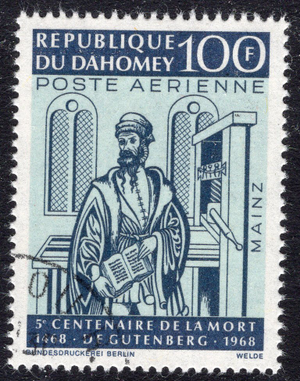 REPUBLIQUE
DU DAHOMEY
100F
POSTE AERIENNE
MAINZ
5e CENTENAIRE DE LA MORT
1468 - DE GUTENBERG - 1968
BUNDESDRUCKEREI BERLIN
WELDE